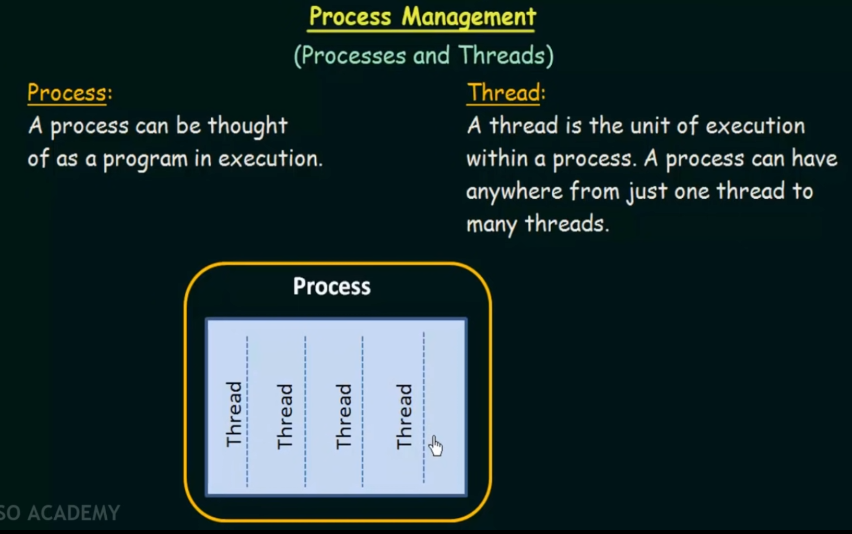 Process Management
(Processes and Threads)
Process:
A process can be thought
of as a program in execution.
Thread:
A thread is the unit of execution
within a process. A process can have
anywhere from just one thread to
many threads.
Process
Thread
Thread
Thread
Thread
SO ACADEMY